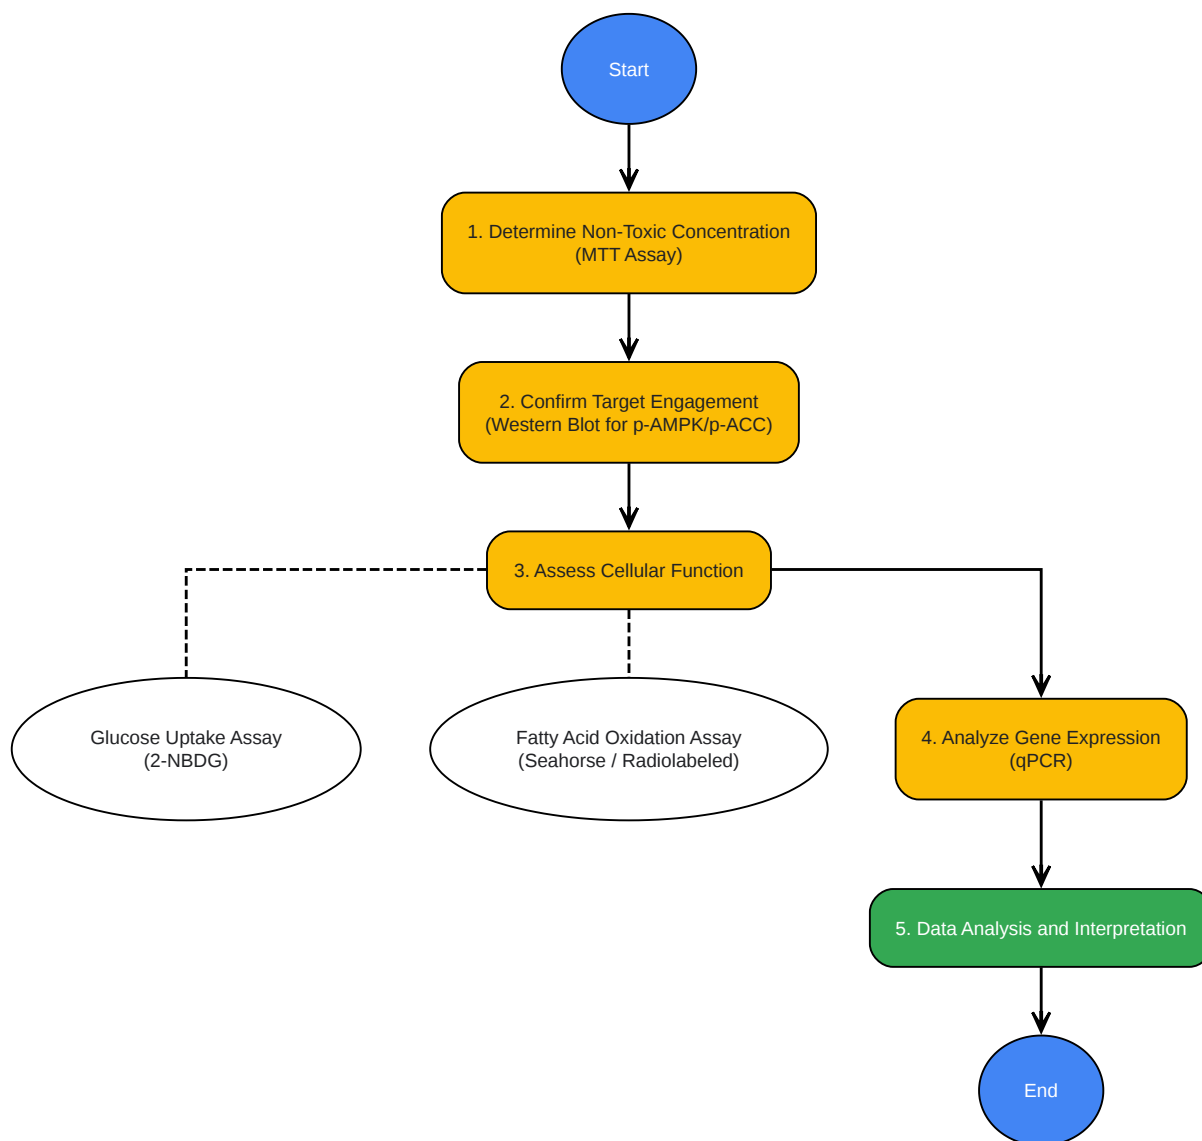 Start
1. Determine Non-Toxic Concentration
(MTT Assay)
2. Confirm Target Engagement
(Western Blot for p-AMPK/p-ACC)
3. Assess Cellular Function
Glucose Uptake Assay
(2-NBDG)
Fatty Acid Oxidation Assay
(Seahorse / Radiolabeled)
4. Analyze Gene Expression
(qPCR)
5. Data Analysis and Interpretation
End